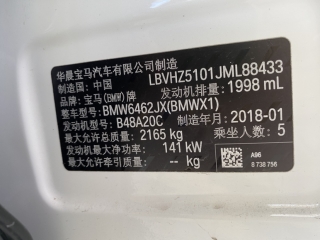 华晨宝马汽车有限公司制造
制造国: 中国 LBVHZ5101JML88433
品牌: 宝马(BMW)牌 发动机排量: 1998 mL
整车型号: BMW6462JX(BMWX1)
发动机型号: B48A20C 制造年月: 2018-01
最大允许总质量: 2165 kg 乘坐人数: 5
发动机最大净功率: 141 kW
最大允许牵引质量: --kg
A96
8 738 756